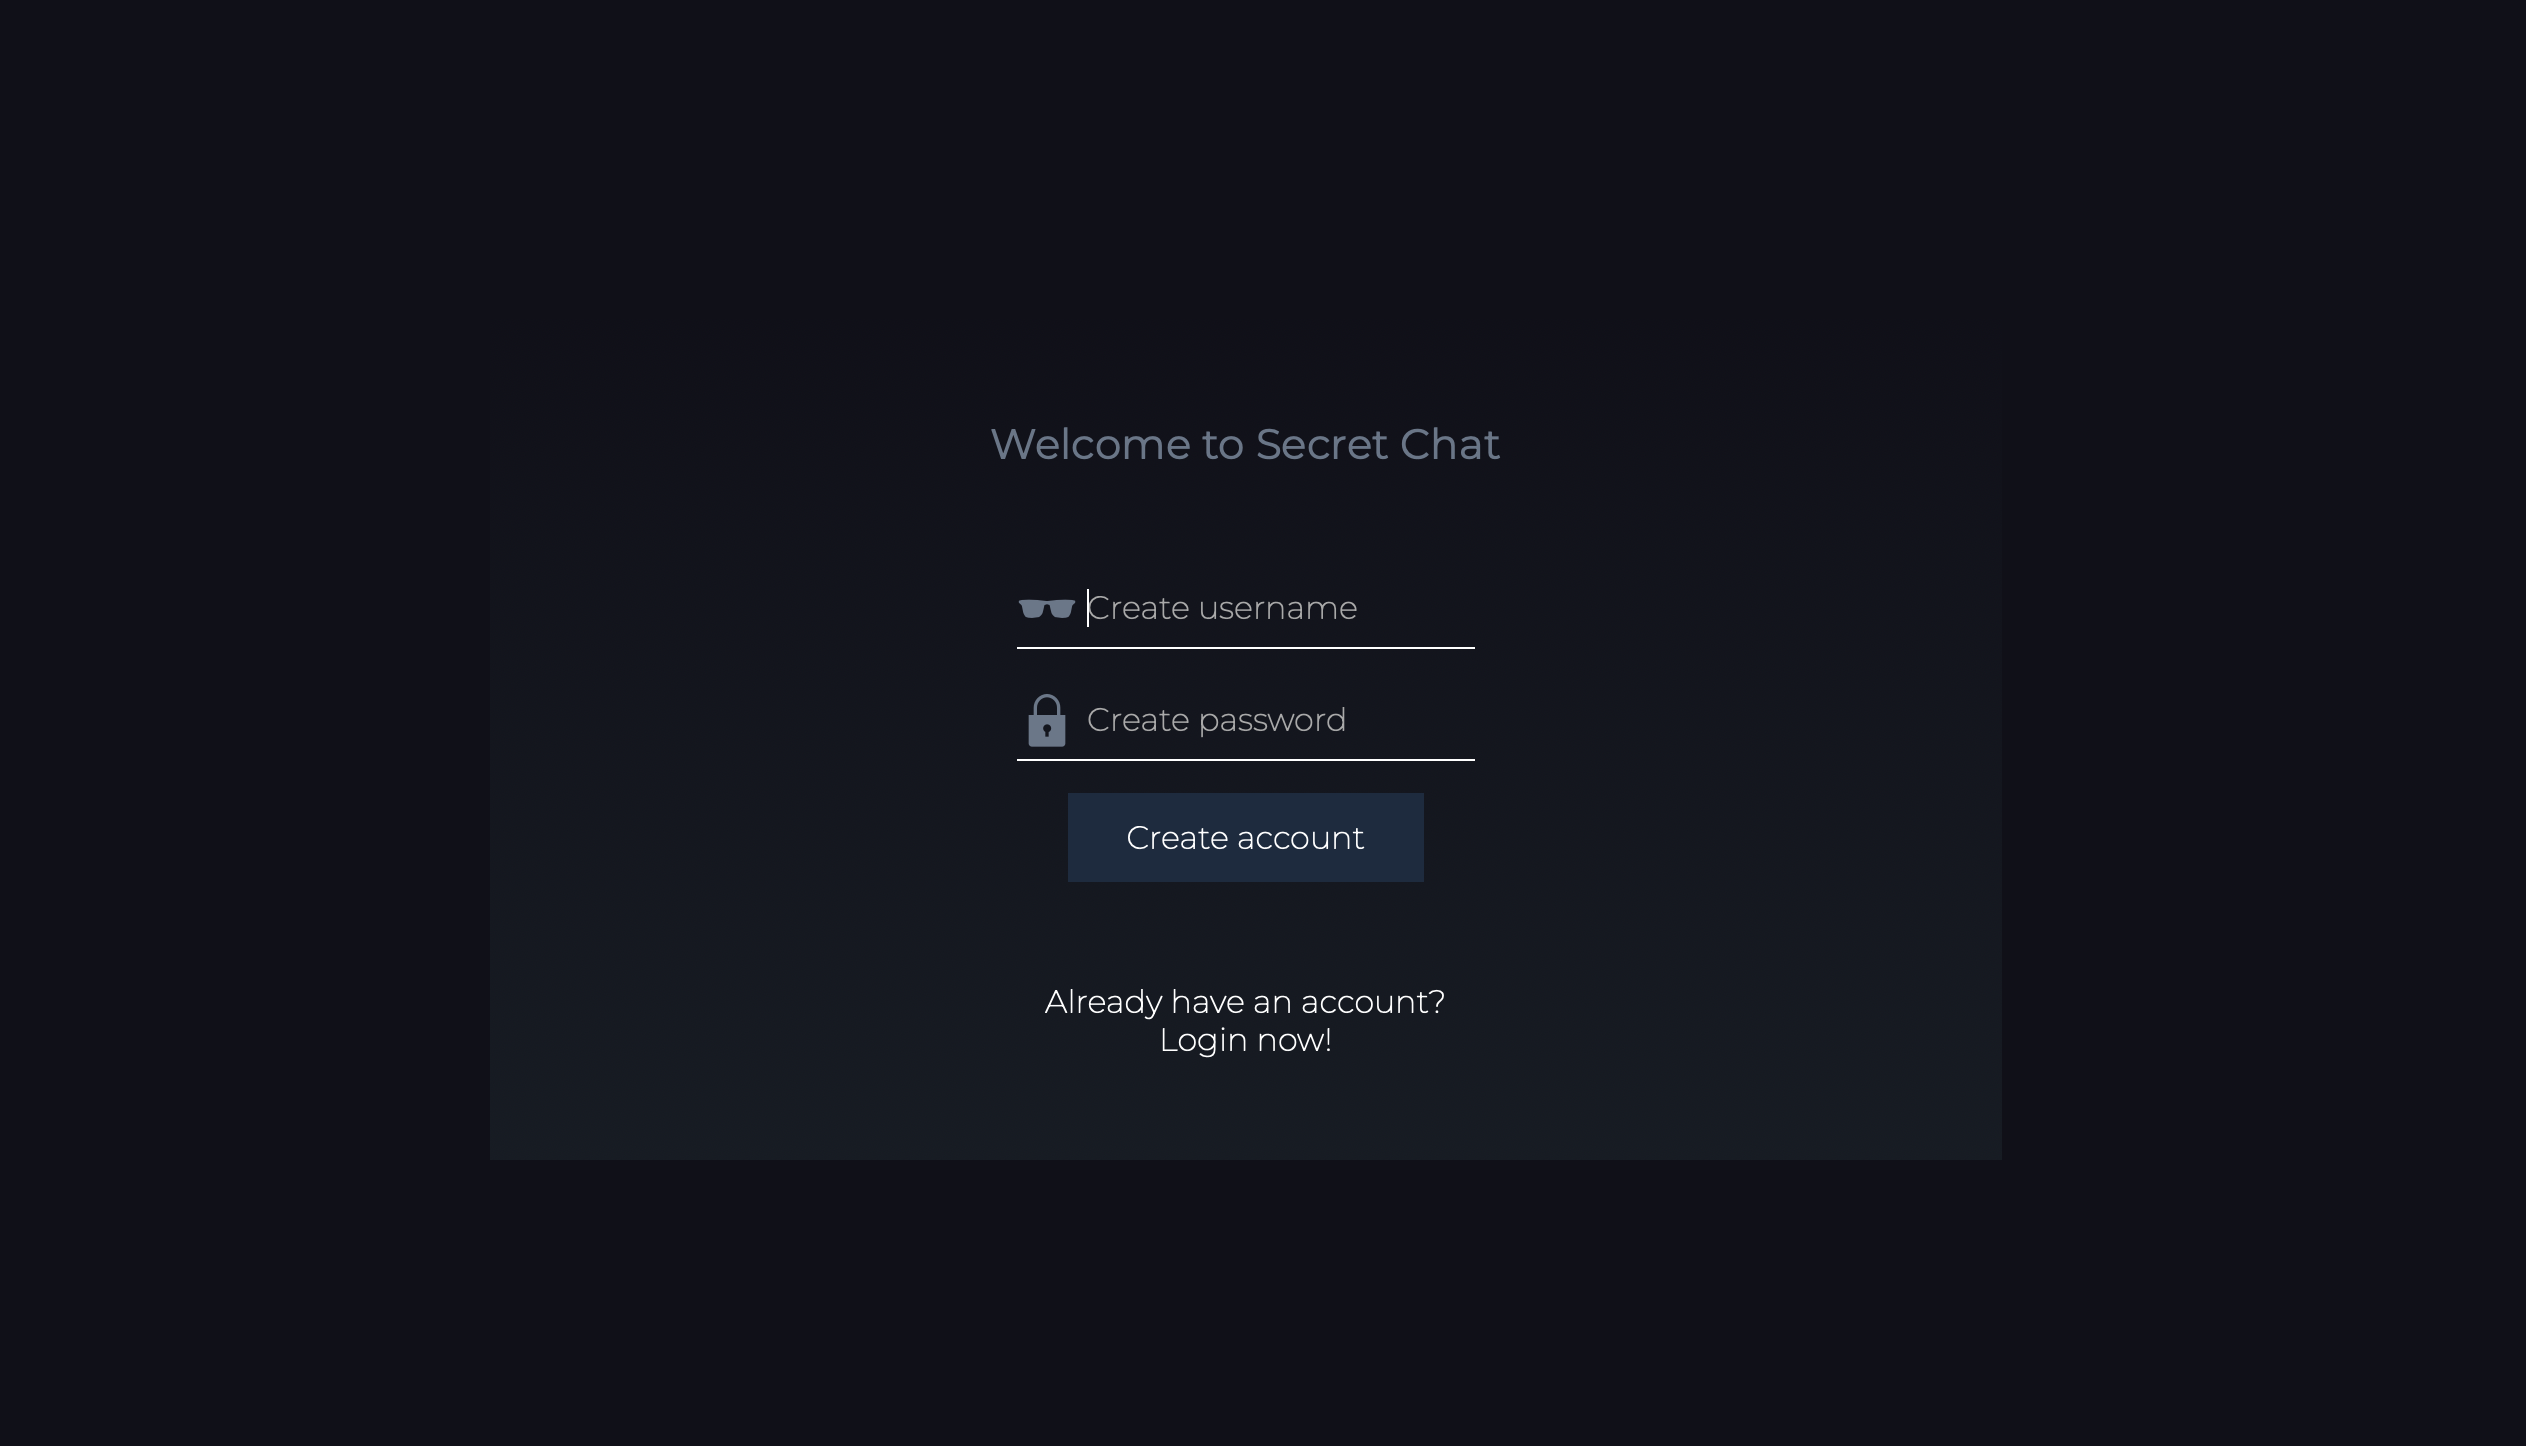 Welcome to Secret Chat
Create username
Create password
Create account
Already have an account?
Login now!